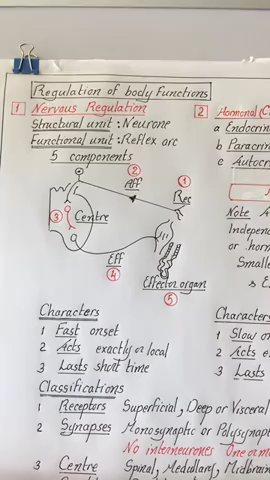 Regulation of body Functions
1 Nervous Regulation
Structural unit : Neurone
Functional unit : Reflex arc
5 components
2
Aff
1
Rec
3 Centre
Eff
4
Effector organ
5
Characters
1 Fast onset
2 Acts exactly or local
3 Lasts short time
Classifications
1 Receptors Superficial, Deep or Visceral
2 Synapses Monosynaptic or Polysynap
No interneurones One or m
3 Centre Spinal, Medullary, Midbrain
2 Hormonal (C
a Endocrin
b Paracrin
c Autocri
Note A
Independ
or horm
Smalle
Characters
1 Slow o
2 Acts e
3 Lasts